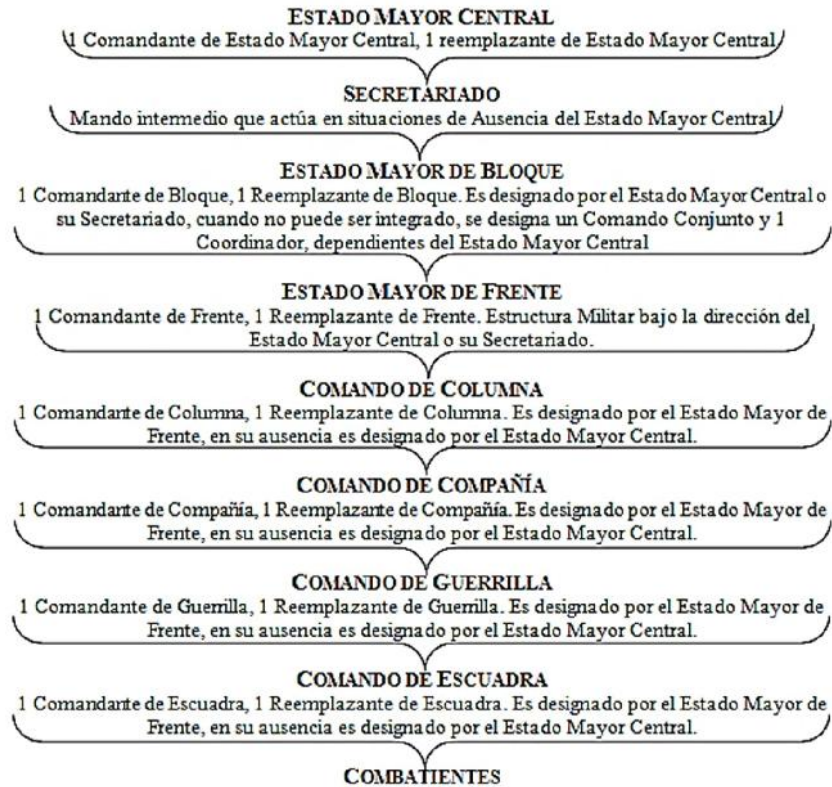 ESTADO MAYOR CENTRAL
1 Comandante de Estado Mayor Central, 1 reemplazante de Estado Mayor Central
SECRETARIADO
Mando intermedio que actúa en situaciones de Ausencia del Estado Mayor Central
ESTADO MAYOR DE BLOQUE
1 Comandante de Bloque, 1 Reemplazante de Bloque. Es designado por el Estado Mayor Central o
su Secretariado, cuando no puede ser integrado, se designa un Comando Conjunto y 1
Coordinador, dependientes del Estado Mayor Central
ESTADO MAYOR DE FRENTE
1 Comandante de Frente, 1 Reemplazante de Frente. Estructura Militar bajo la dirección del
Estado Mayor Central o su Secretariado.
COMANDO DE COLUMNA
1 Comandante de Columna, 1 Reemplazante de Columna. Es designado por el Estado Mayor de
Frente, en su ausencia es designado por el Estado Mayor Central.
COMANDO DE COMPAÑÍA
1 Comandante de Compañía, 1 Reemplazante de Compañía. Es designado por el Estado Mayor de
Frente, en su ausencia es designado por el Estado Mayor Central.
COMANDO DE GUERRILLA
1 Comandante de Guerrilla, 1 Reemplazante de Guerrilla. Es designado por el Estado Mayor de
Frente, en su ausencia es designado por el Estado Mayor Central.
COMANDO DE ESCUADRA
1 Comandante de Escuadra, 1 Reemplazante de Escuadra. Es designado por el Estado Mayor de
Frente, en su ausencia es designado por el Estado Mayor Central.
COMBATIENTES